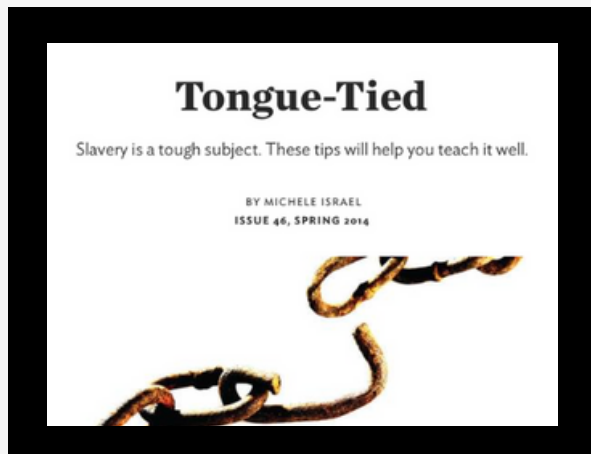 Tongue-Tied
Slavery is a tough subject. These tips will help you teach it well.
BY MICHELE ISRAEL
ISSUE 46, SPRING 2014